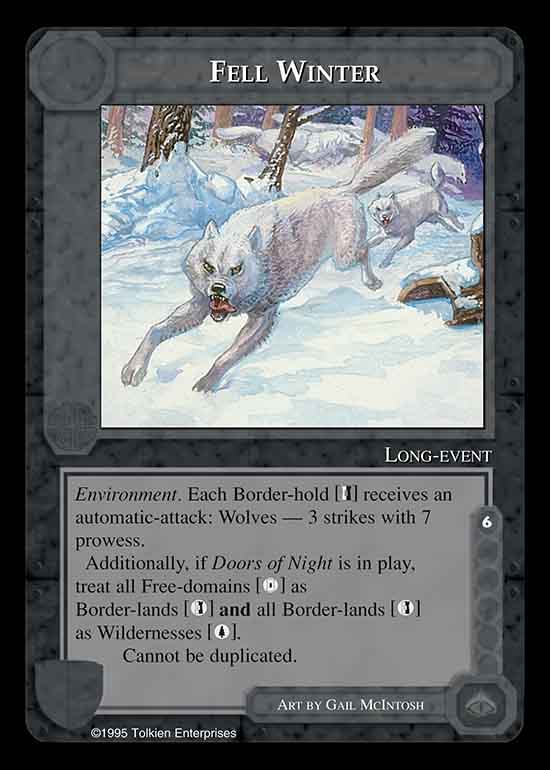 FELL WINTER
LONG-EVENT
Environment. Each Border-hold [] receives an
automatic-attack: Wolves — 3 strikes with 7
prowess.
Additionally, if Doors of Night is in play,
treat all Free-domains [] as
Border-lands [] and all Border-lands []
as Wildernesses [].
Cannot be duplicated.
6
ART BY GAIL MCINTOSH
©1995 Tolkien Enterprises